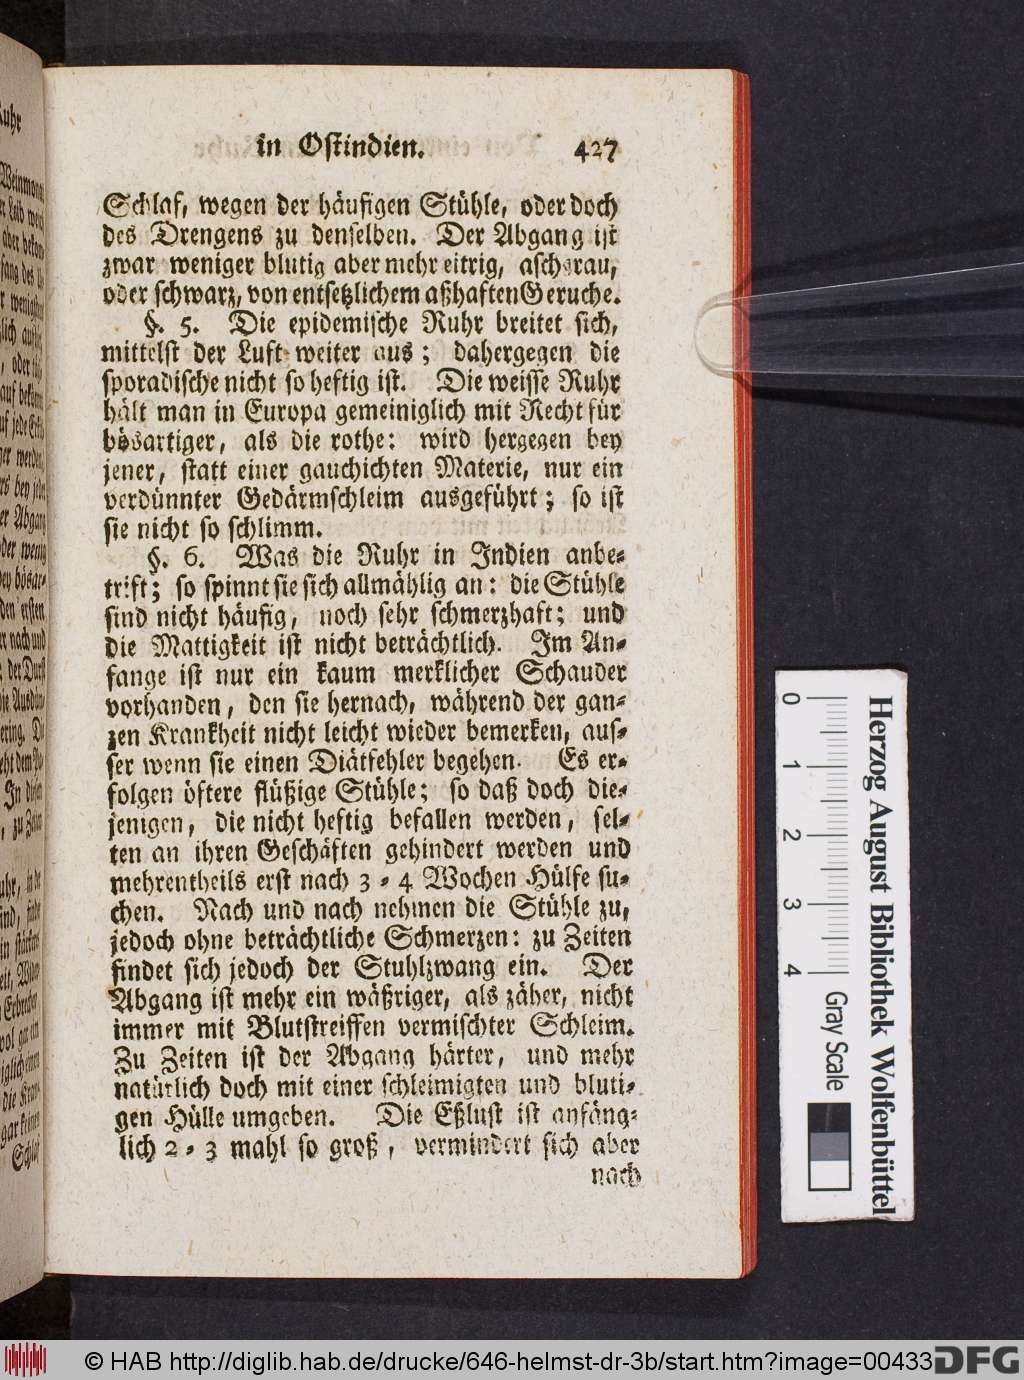 in Ostindien. 427
Schlaf, wegen der häufigen Stühle, oder doch
des Drengens zu denselben. Der Abgang ist
zwar weniger blutig aber mehr eitrig, aschgrau,
oder schwarz, von entsetzlichem aßhaften Geruche.
§. 5. Die epidemische Ruhr breitet sich,
mittelst der Luft weiter aus; dahergegen die
sporadische nicht so heftig ist. Die weisse Ruhr
hält man in Europa gemeiniglich mit Recht für
bösartiger, als die rothe: wird hergegen bey
jener, statt einer gauchichten Materie, nur ein
verdünnter Gedärmschleim ausgeführt; so ist
sie nicht so schlimm.
§. 6. Was die Ruhr in Indien anbe-
trift; so spinnt sie sich allmählig an: die Stühle
sind nicht häufig, noch sehr schmerzhaft; und
die Mattigkeit ist nicht beträchtlich. Im An-
fange ist nur ein kaum merklicher Schauder
vorhanden, den sie hernach, während der gan-
zen Krankheit nicht leicht wieder bemerken, aus-
ser wenn sie einen Diätfehler begehen. Es er-
folgen öftere flüßige Stühle; so daß doch die-
jenigen, die nicht heftig befallen werden, sel-
ten an ihren Geschäften gehindert werden und
mehrentheils erst nach 3-4 Wochen Hülfe su-
chen. Nach und nach nehmen die Stühle zu,
jedoch ohne beträchtliche Schmerzen: zu Zeiten
findet sich jedoch der Stuhlzwang ein. Der
Abgang ist mehr ein wäßriger, als zäher, nicht
immer mit Blutstreiffen vermischter Schleim.
Zu Zeiten ist der Abgang härter, und mehr
natürlich doch mit einer schleimigten und bluti-
gen Hülle umgeben. Die Eßlust ist anfäng-
lich 2-3 mahl so groß, vermindert sich aber
nach
0 1 2 3 4 Gray Scale
Herzog August Bibliothek Wolfenbüttel
© HAB http://diglib.hab.de/drucke/646-helmst-dr-3b/start.htm?image=00433
DFG